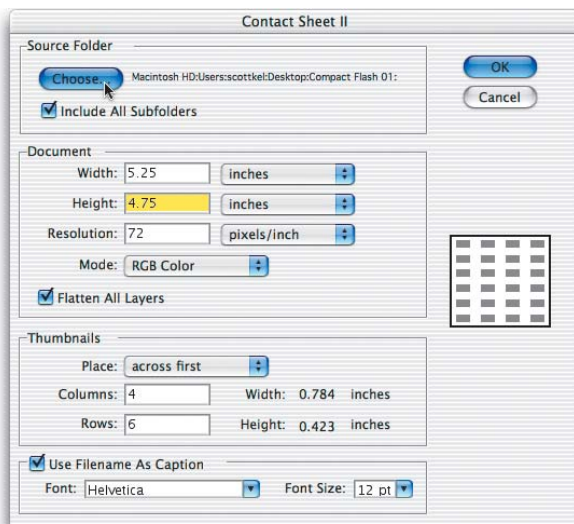 Contact Sheet II
Source Folder
Choose... Macintosh HD:Users:scottkel:Desktop:Compact Flash 01:
Include All Subfolders
OK
Cancel
Document
Width: 5.25 inches
Height: 4.75 inches
Resolution: 72 pixels/inch
Mode: RGB Color
Flatten All Layers
Thumbnails
Place: across first
Columns: 4 Width: 0.784 inches
Rows: 6 Height: 0.423 inches
Use Filename As Caption
Font: Helvetica Font Size: 12 pt